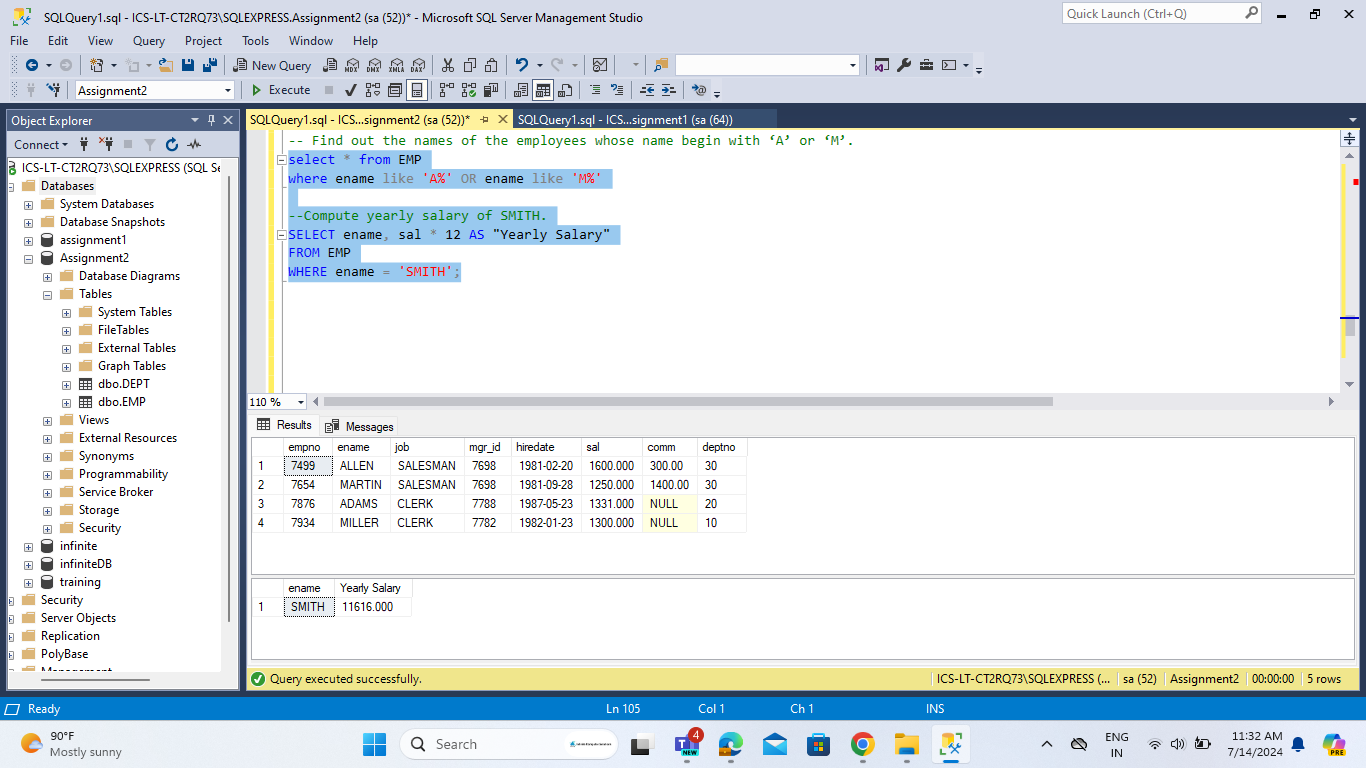 SQLQuery1.sql - ICS-LT-CT2RQ73\SQLEXPRESS.Assignment2 (sa (52))* - Microsoft SQL Server Management Studio
Quick Launch (Ctrl+Q)
File Edit View Query Project Tools Window Help
New Query MDX DMX XMLA DAX
Assignment2 Execute
Object Explorer
Connect
ICS-LT-CT2RQ73\SQLEXPRESS (SQL Se
Databases
System Databases
Database Snapshots
assignment1
Assignment2
Database Diagrams
Tables
System Tables
FileTables
External Tables
Graph Tables
dbo.DEPT
dbo.EMP
Views
External Resources
Synonyms
Programmability
Service Broker
Storage
Security
infinite
infiniteDB
training
Security
Server Objects
Replication
PolyBase
Management
SQLQuery1.sql - ICS...signment2 (sa (52))* SQLQuery1.sql - ICS...signment1 (sa (64))
-- Find out the names of the employees whose name begin with ‘A’ or ‘M’.
select * from EMP
where ename like 'A%' OR ename like 'M%'
--Compute yearly salary of SMITH.
SELECT ename, sal * 12 AS "Yearly Salary"
FROM EMP
WHERE ename = 'SMITH';
110 %
Results Messages
empno ename job mgr_id hiredate sal comm deptno
1 7499 ALLEN SALESMAN 7698 1981-02-20 1600.000 300.00 30
2 7654 MARTIN SALESMAN 7698 1981-09-28 1250.000 1400.00 30
3 7876 ADAMS CLERK 7788 1987-05-23 1331.000 NULL 20
4 7934 MILLER CLERK 7782 1982-01-23 1300.000 NULL 10
ename Yearly Salary
1 SMITH 11616.000
Query executed successfully. ICS-LT-CT2RQ73\SQLEXPRESS (... sa (52) Assignment2 00:00:00 5 rows
Ready Ln 105 Col 1 Ch 1 INS
90°F
Mostly sunny
Search
4
NEW
ENG
IN
11:32 AM
7/14/2024
PRE